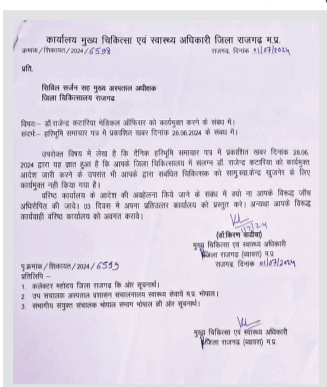 कार्यालय मुख्य चिकित्सा एवं स्वास्थ्य अधिकारी जिला राजगढ़ म.प्र.
क्रमांक/शिकायत/2024/6598 राजगढ़, दिनांक 01/07/2024
प्रति,
सिविल सर्जन सह मुख्य अस्पताल अधीक्षक
जिला चिकित्सालय राजगढ
विषयः- डॉ.राजेन्द्र कटारिया मेडिकल ऑफिसर को कार्यमुक्त करने के संबध में।
संदर्भः- हरिभूमि समाचार पत्र में प्रकाशित खबर दिनांक 28.06.2024 के संबध में।
उपरोक्त विषय में लेख है कि दैनिक हरिभूमि समाचार पत्र में प्रकाशित खबर दिनांक 28.06.
2024 द्वारा यह ज्ञात हुआ है कि आपके जिला चिकित्सालय में संलग्न डॉ. राजेन्द्र कटारिया को कार्यमुक्त
आदेश जारी करने के उपरांत भी आपके द्वारा संबधित चिकित्सक को सामु.स्वा.केन्द्र खुजनेर के लिए
कार्यमुक्त नही किया गया है।
वरिष्ठ कार्यालय के आदेश की अवहेलना किये जाने के संबध में क्यो ना आपके विरूद्ध जॉच
अधिरोपित की जावे। 03 दिवस मे अपना प्रतिउत्तर कार्यालय को प्रस्तुत करे। अन्यथा आपके विरूद्ध
कार्यवाही वरिष्ठ कार्यालय को अवगत करावे।
(डॉ.किरण वाडीवा)
मुख्य चिकित्सा एवं स्वास्थ्य अधिकारी
जिला राजगढ (ब्यावरा) म.प्र.
पृ.क्रमांक/शिकायत/2024/6599 राजगढ, दिनांक 01/07/2024
प्रतिलिपि –
1. कलेक्टर महोदय जिला राजगढ कि ओर सूचनार्थ।
2. उप संचालक अस्पताल प्रशासन संचालनालय स्वास्थ्य सेवायें म.प्र. भोपाल।
3. संभागीय संयुक्त संचालक भोपाल संभाग भोपाल की ओर सूचनार्थ।
मुख्य चिकित्सा एवं स्वास्थ्य अधिकारी
जिला राजगढ (ब्यावरा) म.प्र.